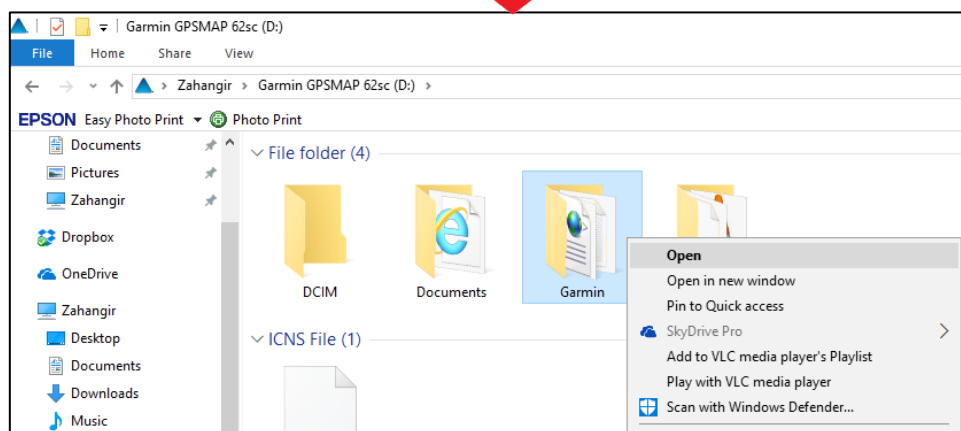 Garmin GPSMAP 62sc (D:)
File Home Share View
Zahangir > Garmin GPSMAP 62sc (D:) >
EPSON Easy Photo Print Photo Print
Documents
Pictures
Zahangir
Dropbox
OneDrive
Zahangir
Desktop
Documents
Downloads
Music
File folder (4)
DCIM Documents Garmin
ICNS File (1)
Open
Open in new window
Pin to Quick access
SkyDrive Pro
Add to VLC media player's Playlist
Play with VLC media player
Scan with Windows Defender...